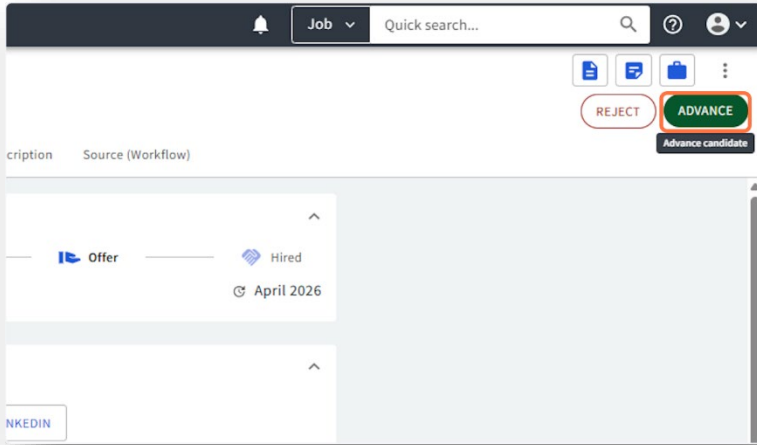 Job Quick search...
REJECT ADVANCE
Advance candidate
cription Source (Workflow)
Offer Hired
April 2026
NKEDIN